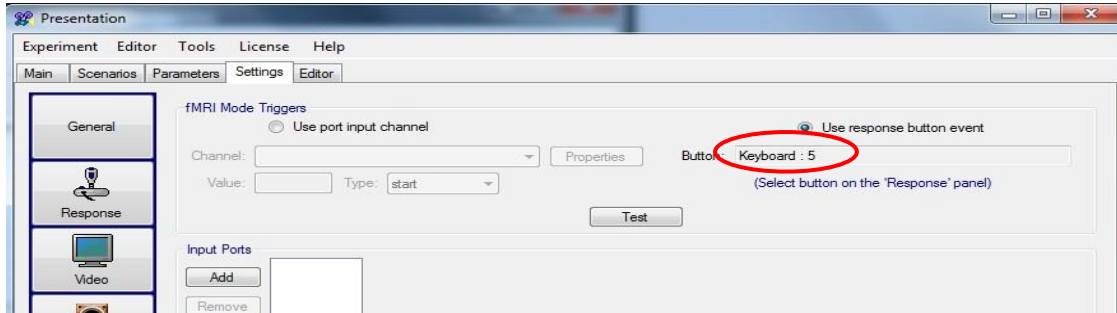 Presentation
Experiment Editor Tools License Help
Main Scenarios Parameters Settings Editor
General
Response
Video
fMRI Mode Triggers
Use port input channel
Use response button event
Channel: Properties
Button: Keyboard : 5
Value: Type: start
(Select button on the 'Response' panel)
Test
Input Ports
Add
Remove